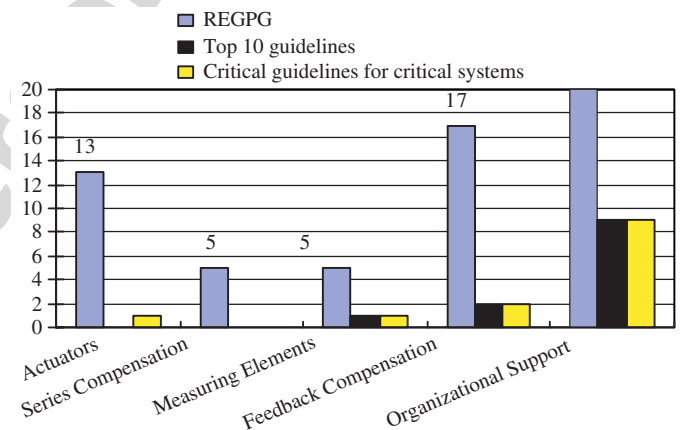 REGPG
Top 10 guidelines
Critical guidelines for critical systems
20
18
16
14
12
10
8
6
4
2
0
13
5
5
17
Actuators
Series Compensation
Measuring Elements
Feedback Compensation
Organizational Support